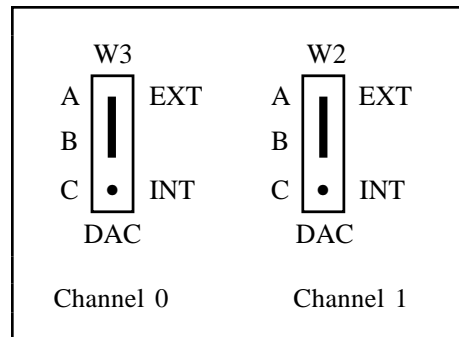 W3 W2
A EXT A EXT
B B
C INT C INT
DAC DAC
Channel 0 Channel 1